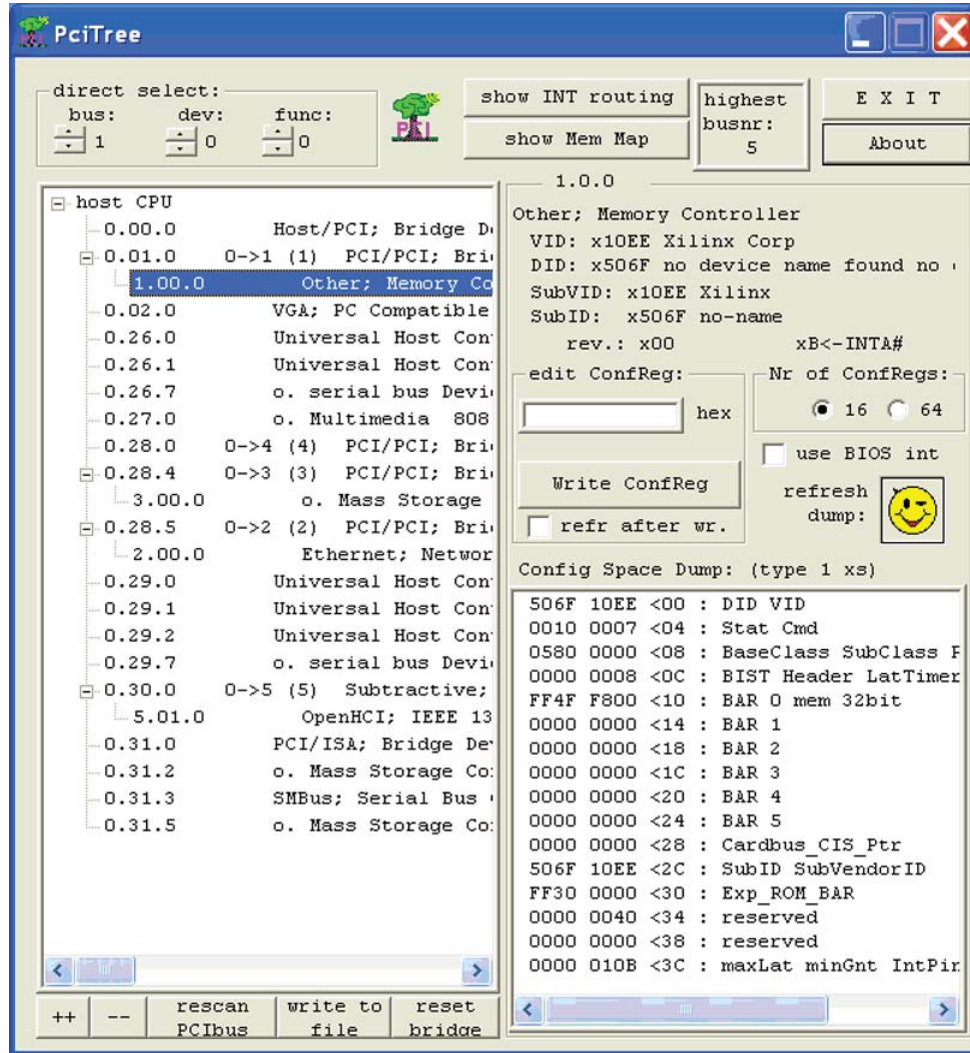 PciTree
direct select:
bus: dev: func:
1 0 0
PCI
show INT routing
show Mem Map
highest
busnr:
5
E X I T
About
host CPU
0.00.0 Host/PCI; Bridge D
0.01.0 0->1 (1) PCI/PCI; Bri
1.00.0 Other; Memory Co
0.02.0 VGA; PC Compatible
0.26.0 Universal Host Con
0.26.1 Universal Host Con
0.26.7 o. serial bus Devi
0.27.0 o. Multimedia 808
0.28.0 0->4 (4) PCI/PCI; Bri
0.28.4 0->3 (3) PCI/PCI; Bri
3.00.0 o. Mass Storage
0.28.5 0->2 (2) PCI/PCI; Bri
2.00.0 Ethernet; Networ
0.29.0 Universal Host Con
0.29.1 Universal Host Con
0.29.2 Universal Host Con
0.29.7 o. serial bus Devi
0.30.0 0->5 (5) Subtractive;
5.01.0 OpenHCI; IEEE 13
0.31.0 PCI/ISA; Bridge De
0.31.2 o. Mass Storage Co
0.31.3 SMBus; Serial Bus
0.31.5 o. Mass Storage Co
++ -- rescan PCIbus write to file reset bridge
1.0.0
Other; Memory Controller
VID: x10EE Xilinx Corp
DID: x506F no device name found no
SubVID: x10EE Xilinx
SubID: x506F no-name
rev.: x00 xB<-INTA#
edit ConfReg:
hex
Nr of ConfRegs:
16 64
Write ConfReg
refr after wr.
use BIOS int
refresh
dump:
Config Space Dump: (type 1 xs)
506F 10EE <00 : DID VID
0010 0007 <04 : Stat Cmd
0580 0000 <08 : BaseClass SubClass
0000 0008 <0C : BIST Header LatTimer
FF4F F800 <10 : BAR 0 mem 32bit
0000 0000 <14 : BAR 1
0000 0000 <18 : BAR 2
0000 0000 <1C : BAR 3
0000 0000 <20 : BAR 4
0000 0000 <24 : BAR 5
0000 0000 <28 : Cardbus_CIS_Ptr
506F 10EE <2C : SubID SubVendorID
FF30 0000 <30 : Exp_ROM_BAR
0000 0040 <34 : reserved
0000 0000 <38 : reserved
0000 010B <3C : maxLat minGnt IntPin